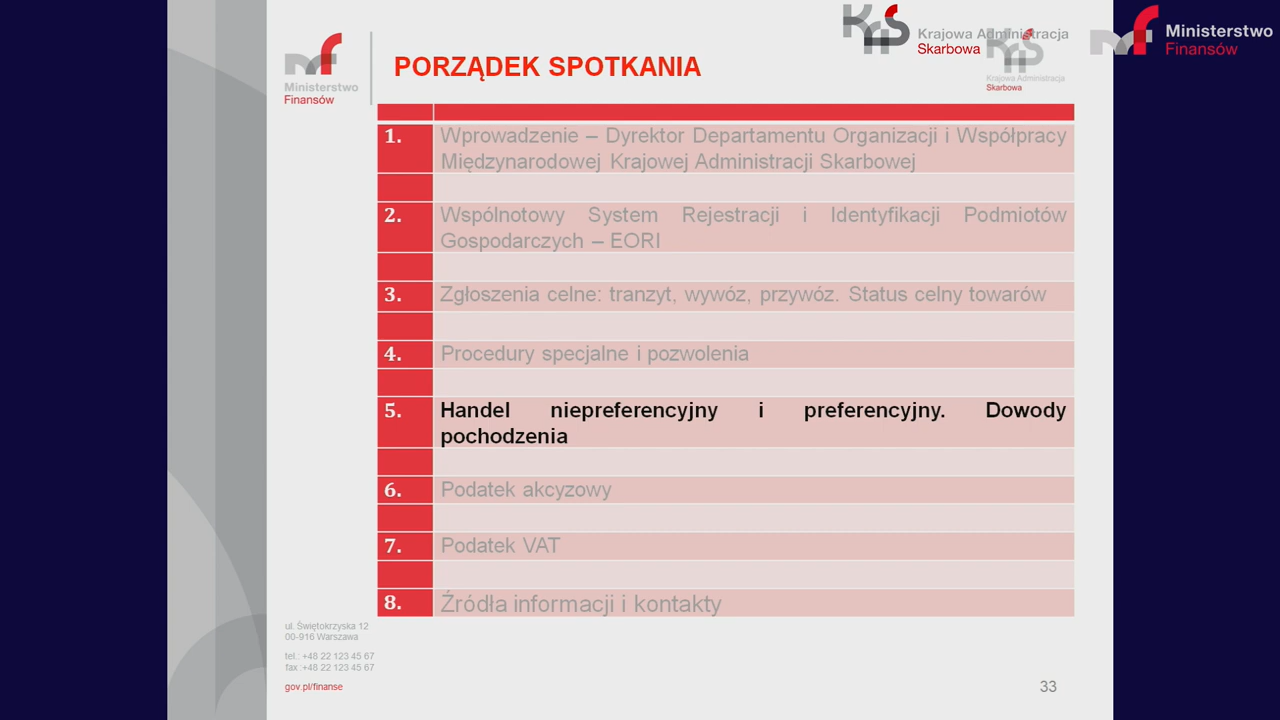 Krajowa Administracja
Skarbowa
Ministerstwo
Finansów
Ministerstwo
Finansów
PORZĄDEK SPOTKANIA
Krajowa Administracja
Skarbowa
1. Wprowadzenie – Dyrektor Departamentu Organizacji i Współpracy
Międzynarodowej Krajowej Administracji Skarbowej
2. Wspólnotowy System Rejestracji i Identyfikacji Podmiotów
Gospodarczych – EORI
3. Zgłoszenia celne: tranzyt, wywóz, przywóz. Status celny towarów
4. Procedury specjalne i pozwolenia
5. Handel niepreferencyjny i preferencyjny. Dowody
pochodzenia
6. Podatek akcyzowy
7. Podatek VAT
8. Źródła informacji i kontakty
ul. Świętokrzyska 12
00-916 Warszawa
tel.: +48 22 123 45 67
fax :+48 22 123 45 67
gov.pl/finanse
33